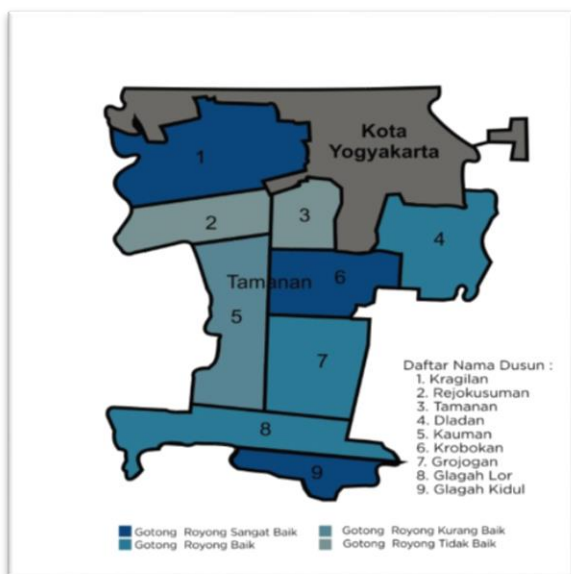 Kota
Yogyakarta
1
2
3
4
Tamanan
6
5
7
8
9
Daftar Nama Dusun :
1. Kragilan
2. Rejokusuman
3. Tamanan
4. Dladan
5. Kauman
6. Krobokan
7. Grojogan
8. Glagah Lor
9. Glagah Kidul
Gotong Royong Sangat Baik
Gotong Royong Kurang Baik
Gotong Royong Baik
Gotong Royong Tidak Baik